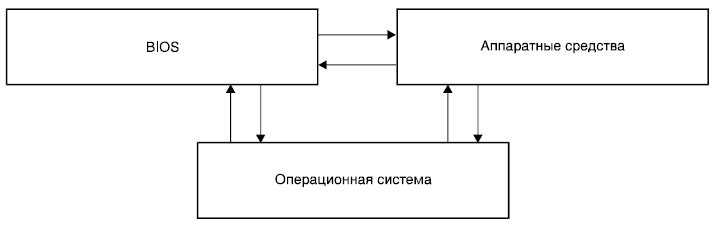 BIOS
Аппаратные средства
Операционная система